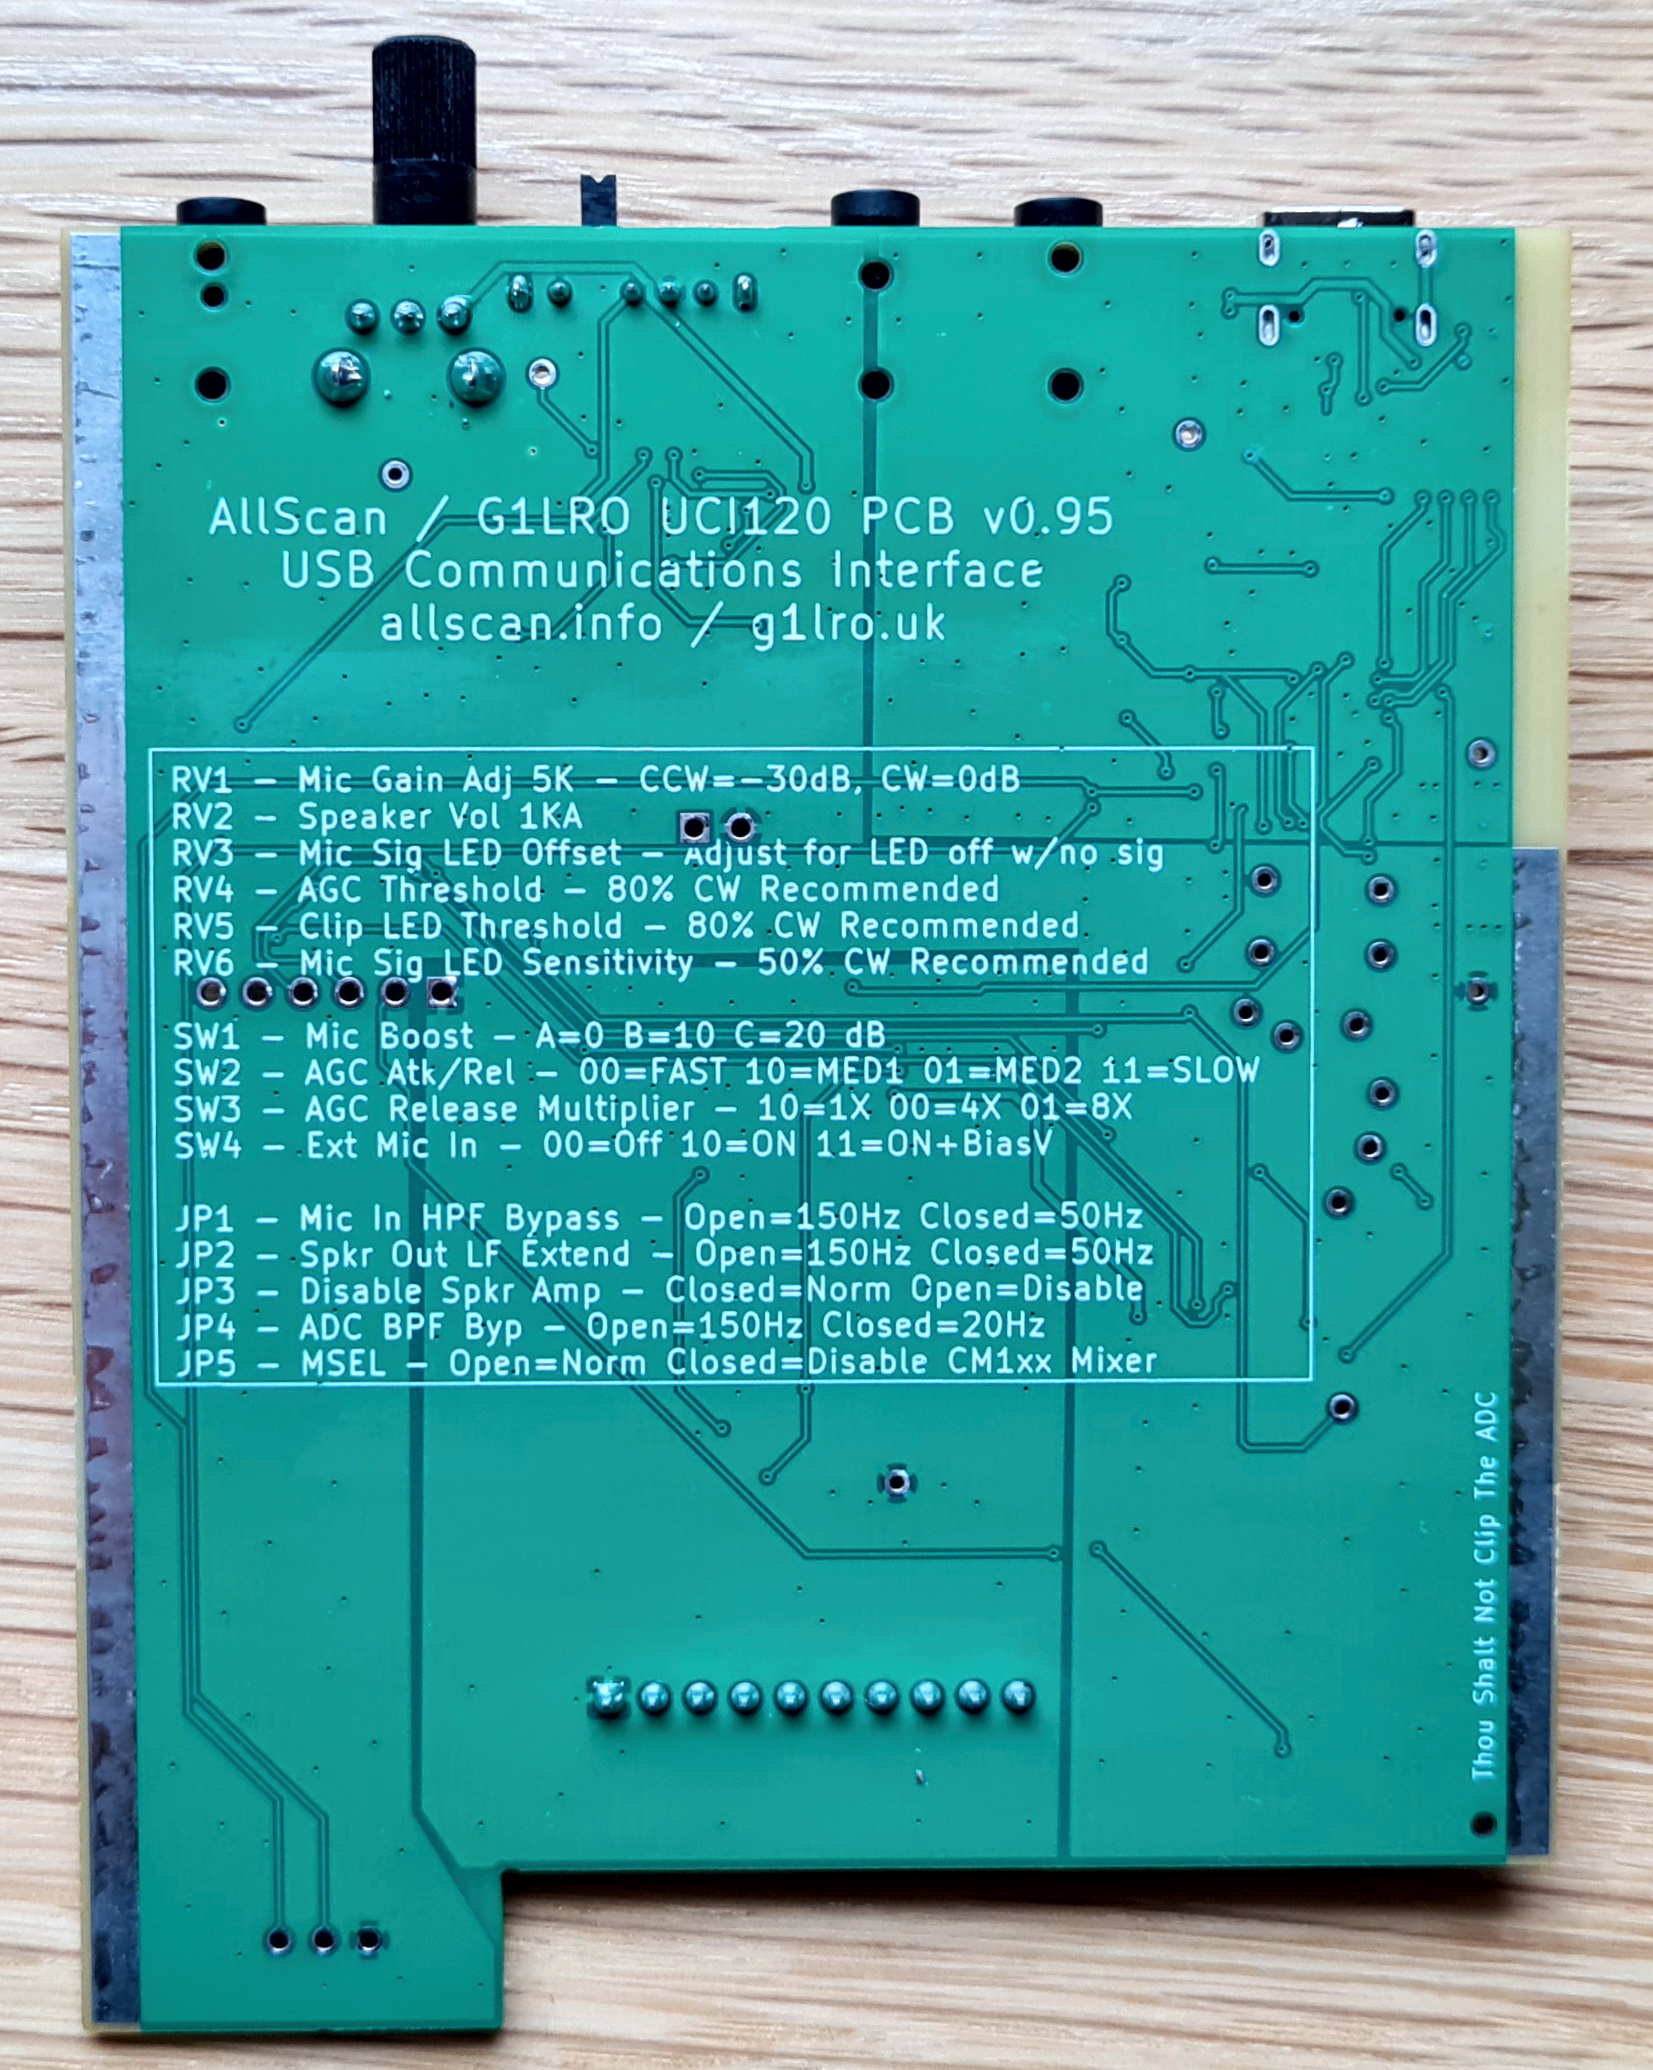 AllScan / G1LRO UCI120 PCB v0.95
USB Communications Interface
allscan.info / g1lro.uk
RV1 - Mic Gain Adj 5K - CCW=-30dB, CW=0dB
RV2 - Speaker Vol 1KA
RV3 - Mic Sig LED Offset - Adjust for LED off w/no sig
RV4 - AGC Threshold - 80% CW Recommended
RV5 - Clip LED Threshold - 80% CW Recommended
RV6 - Mic Sig LED Sensitivity - 50% CW Recommended
SW1 - Mic Boost - A=0 B=10 C=20 dB
SW2 - AGC Atk/Rel - 00=FAST 10=MED1 01=MED2 11=SLOW
SW3 - AGC Release Multiplier - 10=1X 00=4X 01=8X
SW4 - Ext Mic In - 00=Off 10=ON 11=ON+BiasV
JP1 - Mic In HPF Bypass - Open=150Hz Closed=50Hz
JP2 - Spkr Out LF Extend - Open=150Hz Closed=50Hz
JP3 - Disable Spkr Amp - Closed=Norm Open=Disable
JP4 - ADC BPF Byp - Open=150Hz Closed=20Hz
JP5 - MSEL - Open=Norm Closed=Disable CM1xx Mixer
Thou Shalt Not Clip The ADC